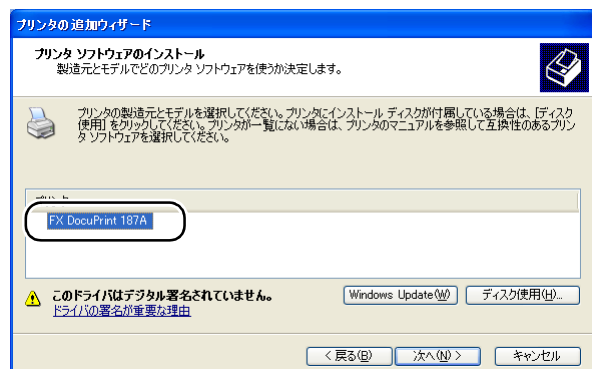 プリンタの追加ウィザード
プリンタ ソフトウェアのインストール
製造元とモデルでどのプリンタ ソフトウェアを使うか決定します。
プリンタの製造元とモデルを選択してください。プリンタにインストール ディスクが付属している場合は、[ディスク
使用] をクリックしてください。プリンタが一覧にない場合は、プリンタのマニュアルを参照して互換性のあるプリン
タ ソフトウェアを選択してください。
FX DocuPrint 187A
このドライバはデジタル署名されていません。
Windows Update(W)
ディスク使用(H)...
ドライバの署名が重要な理由
< 戻る(B)
次へ(N) >
キャンセル